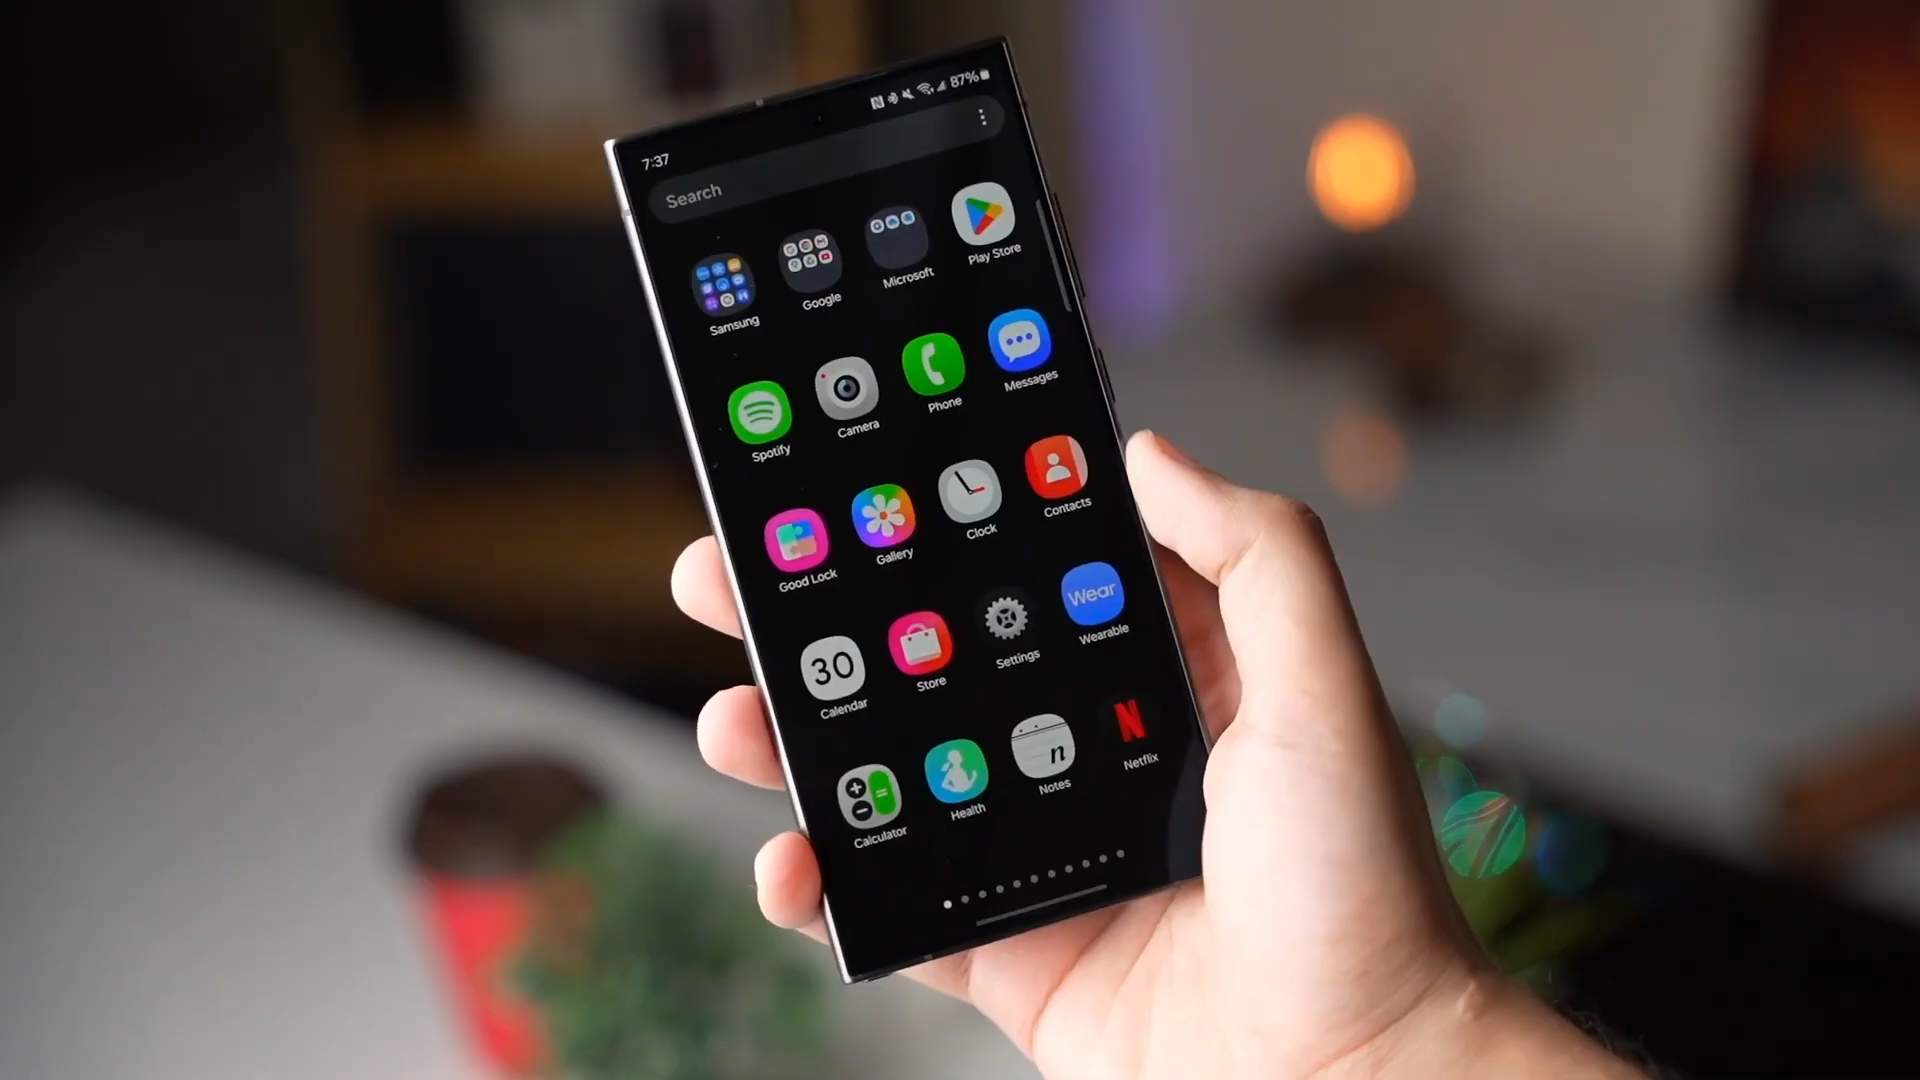 7:37
87%
Search
Samsung
Google
Microsoft
Play Store
Spotify
Camera
Phone
Messages
Good Lock
Gallery
Clock
Contacts
30
Calendar
Store
Settings
Wear
Wearable
Calculator
Health
n
Notes
N
Netflix